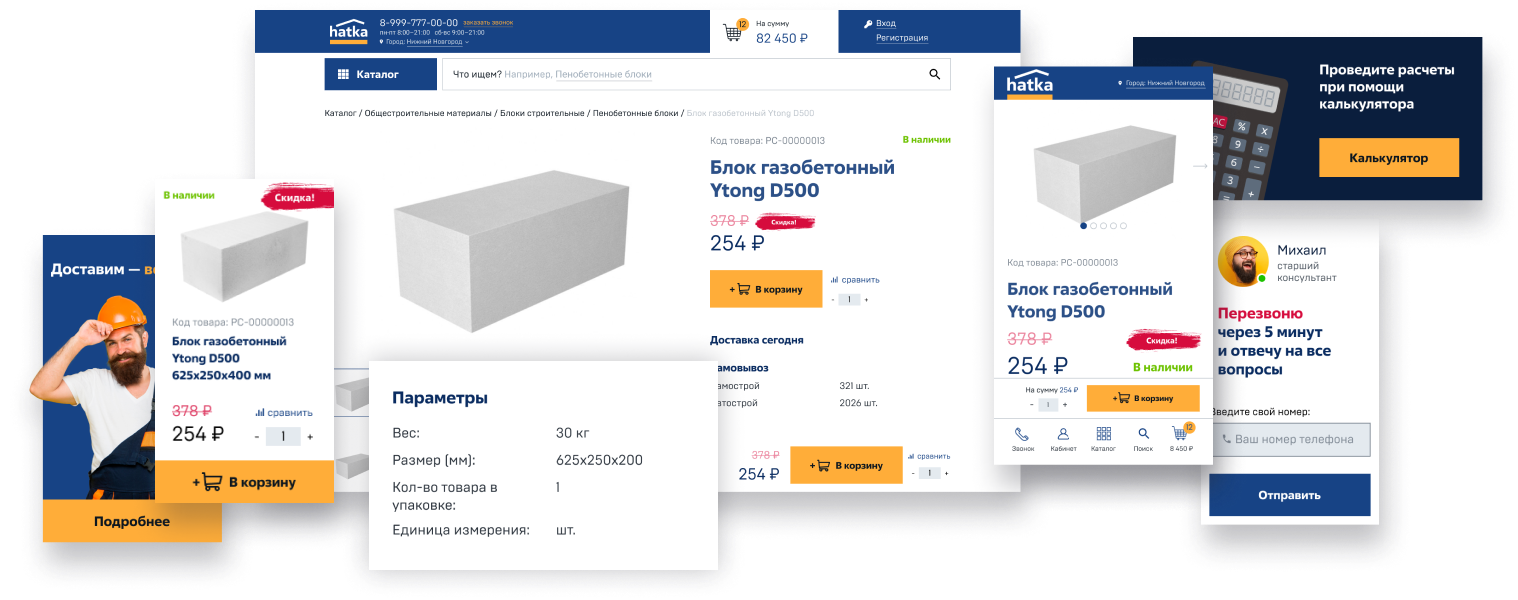 hatka
8-999-777-00-00 заказать звонок
пн-пт 8:00–21:00 сб-вс 9:00–21:00
Город: Нижний Новгород
12
На сумму
82 450 ₽
Вход
Регистрация
Каталог
Что ищем? Например, Пенобетонные блоки
Каталог / Общестроительные материалы / Блоки строительные / Пенобетонные блоки / Блок газобетонный Ytong D500
Код товара: PC-00000013
В наличии
Блок газобетонный
Ytong D500
378 ₽
Скидка!
254 ₽
+ В корзину
сравнить
- 1 +
Доставка сегодня
амовывоз
амострой 321 шт.
атострой 2026 шт.
378 ₽
254 ₽
+ В корзину
сравнить
- 1 +
Доставим —
Подробнее
В наличии
Скидка!
Код товара: PC-00000013
Блок газобетонный
Ytong D500
625x250x400 мм
378 ₽
сравнить
254 ₽
- 1 +
+ В корзину
Параметры
Вес: 30 кг
Размер (мм): 625x250x200
Кол-во товара в 1
упаковке:
Единица измерения: шт.
hatka
Город: Нижний Новгород
Код товара: PC-00000013
Блок газобетонный
Ytong D500
378 ₽
Скидка!
254 ₽
В наличии
На сумму 254 ₽
- 1 +
+ В корзину
12
Звонок Кабинет Каталог Поиск 8 450 ₽
Проведите расчеты
при помощи
калькулятора
Калькулятор
AC % x
9 ÷
6 -
3 +
Михаил
старший
консультант
Перезвоню
через 5 минут
и отвечу на все
вопросы
Введите свой номер:
Ваш номер телефона
Отправить